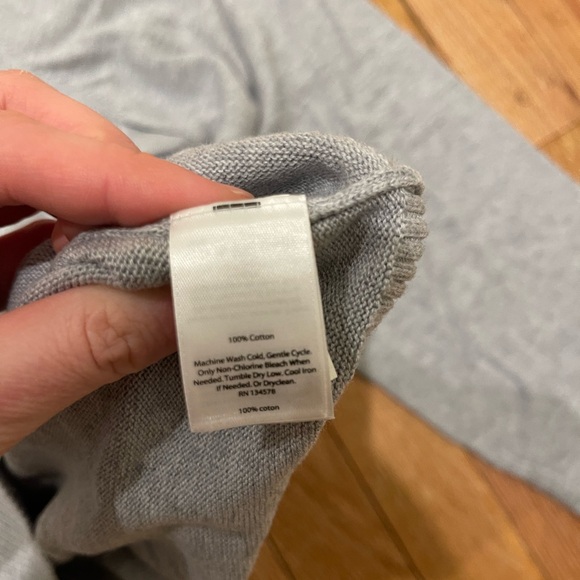 100% Cotton
Machine Wash Cold, Gentle Cycle.
Only Non-Chlorine Bleach When
Needed. Tumble Dry Low. Cool Iron
if Needed. Or Dryclean.
RN 134578
100% coton